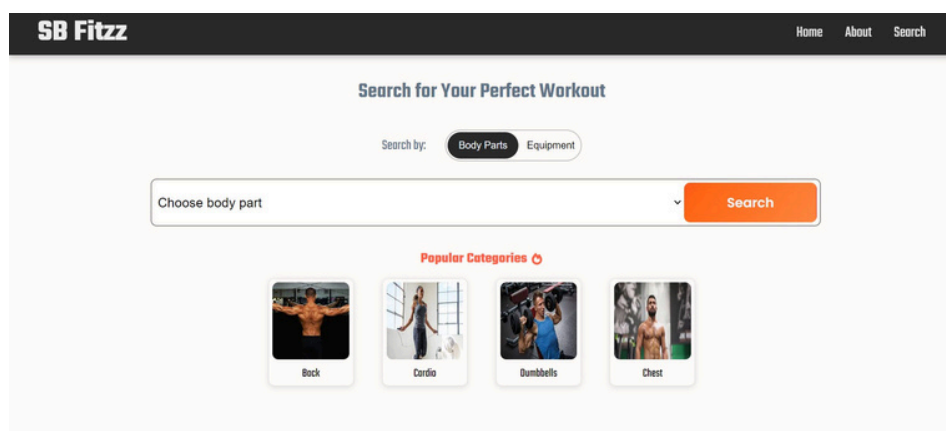 SB Fitzz
Home About Search
Search for Your Perfect Workout
Search by: Body Parts Equipment
Choose body part Search
Popular Categories
Back Cardio Dumbbells Chest